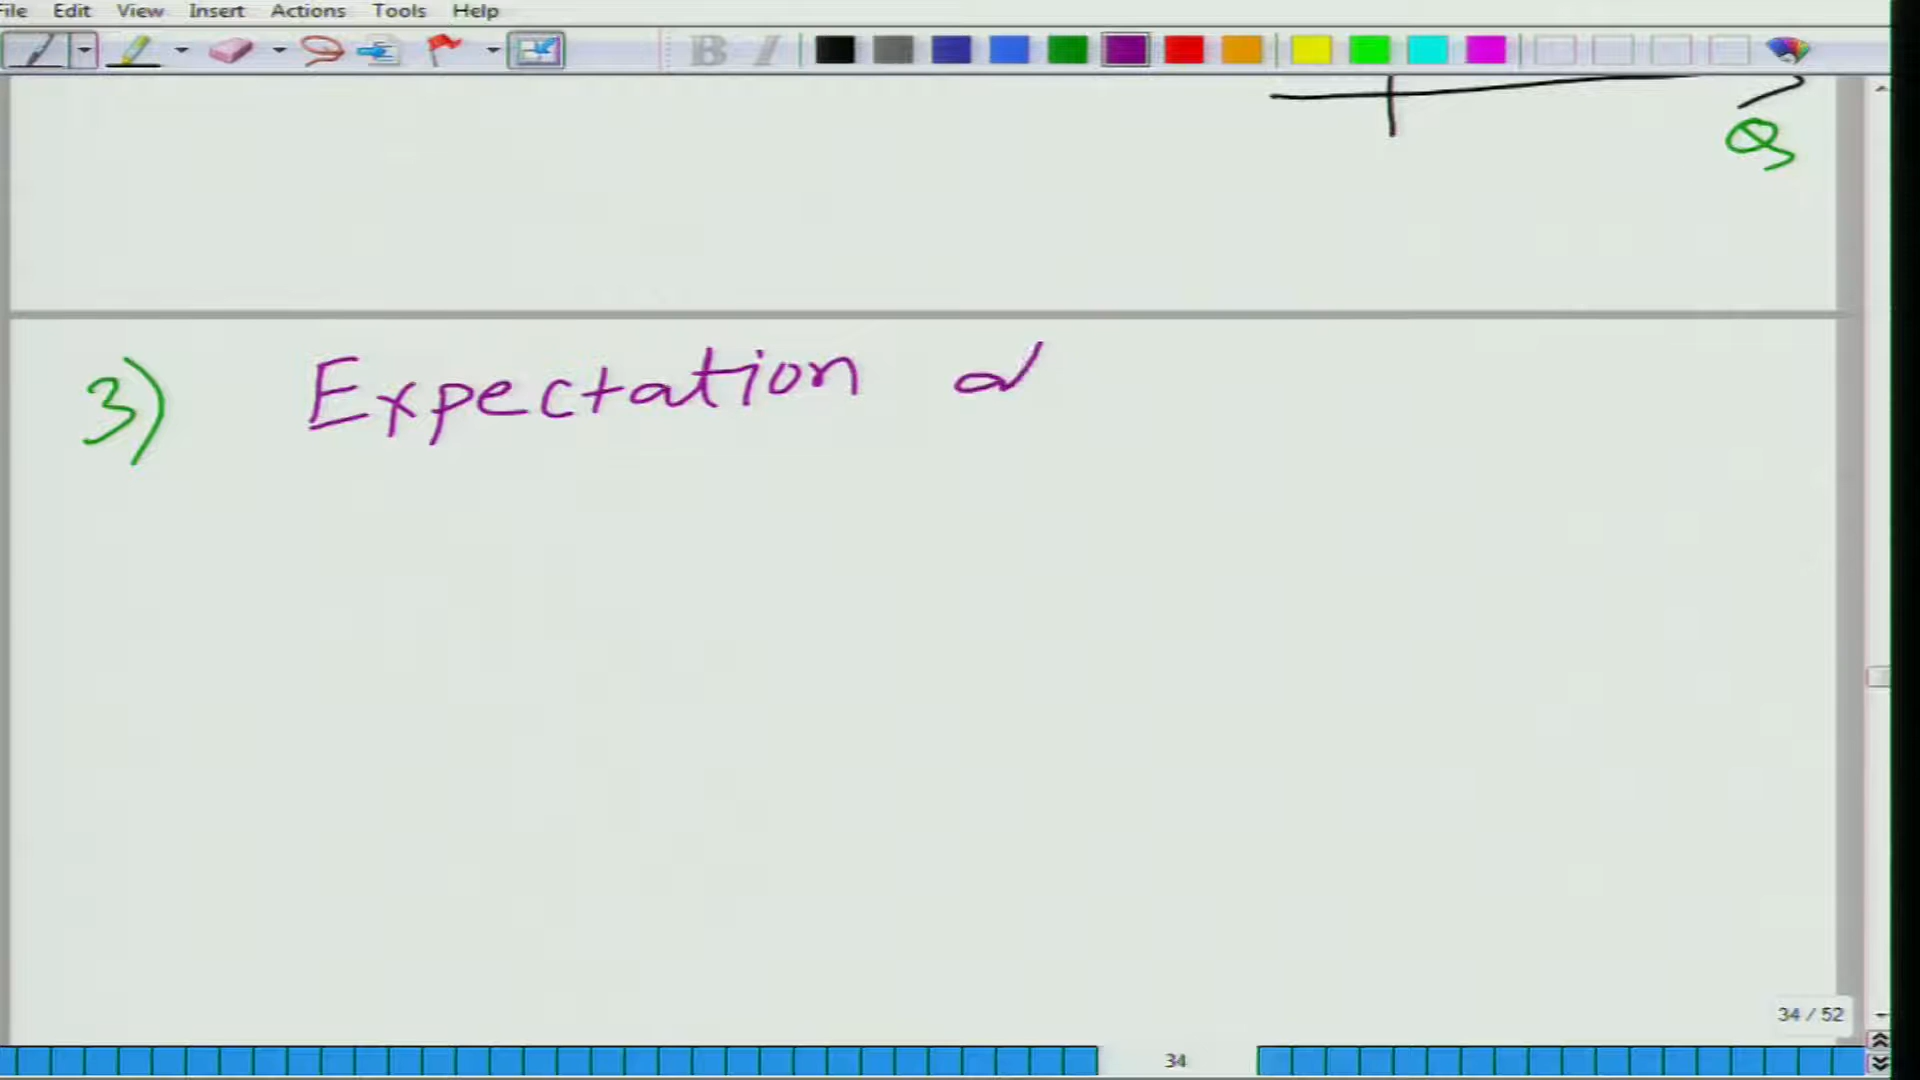 File Edit View Insert Actions Tools Help
B I
Q
3) Expectation
34 / 52
34